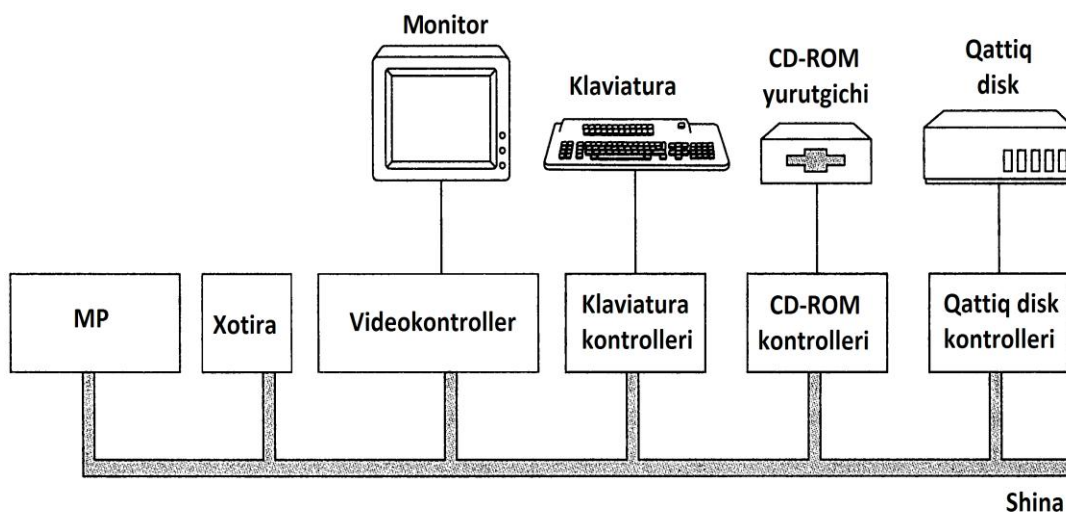 Monitor
Klaviatura
CD-ROM
yurutgichi
Qattiq
disk
MP
Xotira
Videokontroller
Klaviatura
kontrolleri
CD-ROM
kontrolleri
Qattiq disk
kontrolleri
Shina